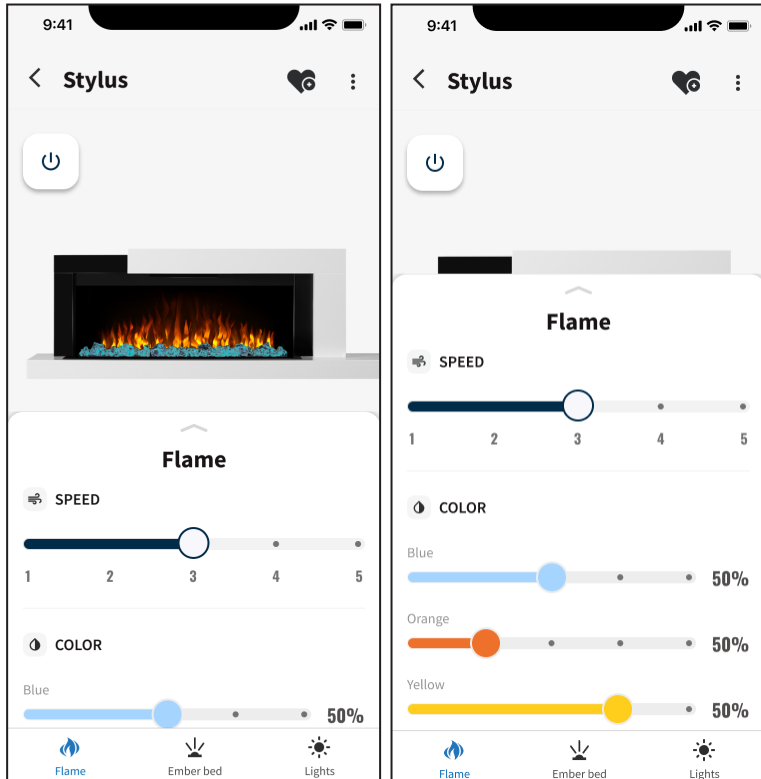 9:41
Stylus
Flame
SPEED
1 2 3 4 5
COLOR
Blue
50%
Flame Ember bed Lights
9:41
Stylus
Flame
SPEED
1 2 3 4 5
COLOR
Blue
50%
Orange
50%
Yellow
50%
Flame Ember bed Lights